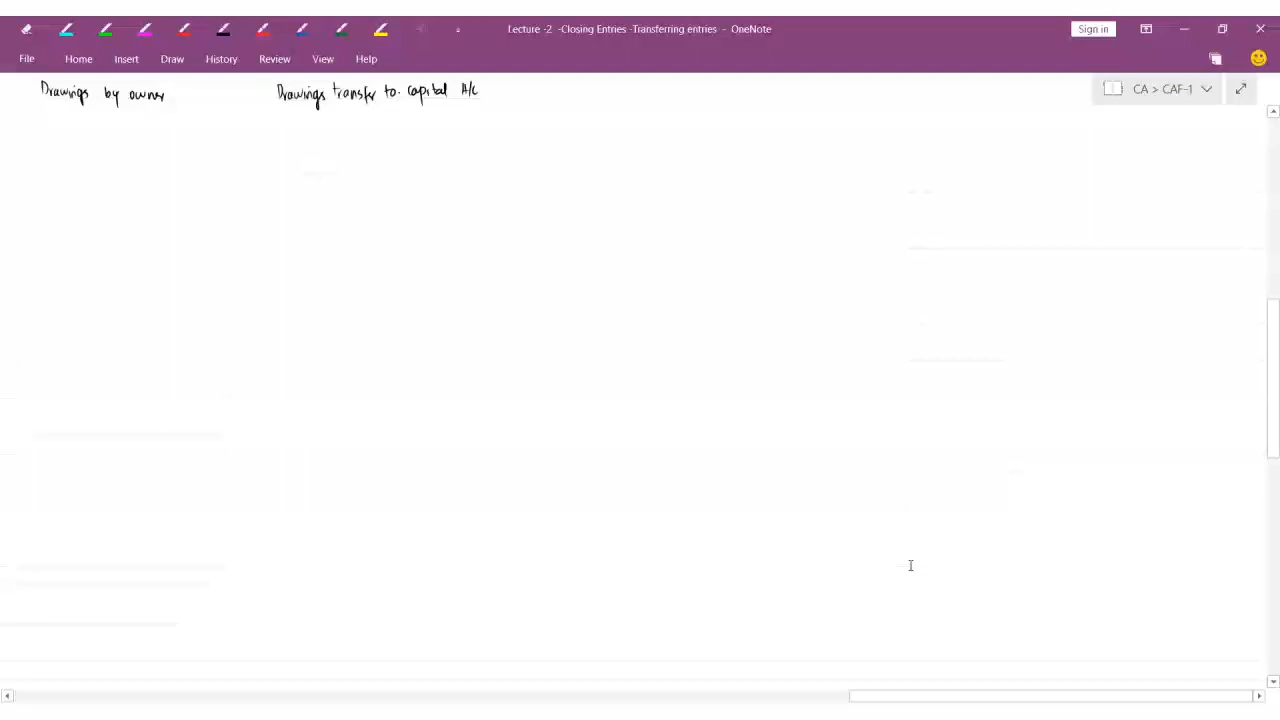 Lecture -2 -Closing Entries -Transferring entries - OneNote
Sign in
File Home Insert Draw History Review View Help
Drawings by owner Drawings transfer to capital A/c
CA > CAF-1